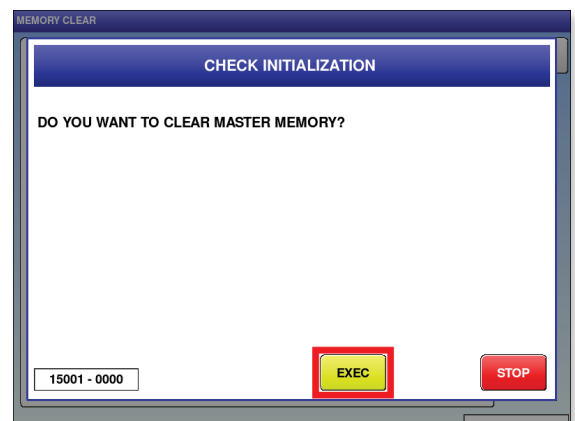 MEMORY CLEAR
CHECK INITIALIZATION
DO YOU WANT TO CLEAR MASTER MEMORY?
15001 - 0000
EXEC
STOP